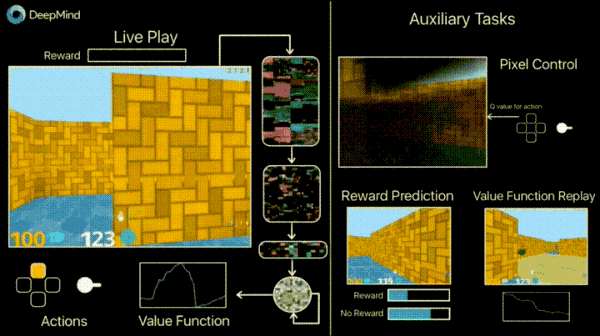 DeepMind
Live Play
Reward
100
123
Actions
Value Function
Auxiliary Tasks
Pixel Control
Q value for action
Reward Prediction
Value Function Replay
Reward
No Reward